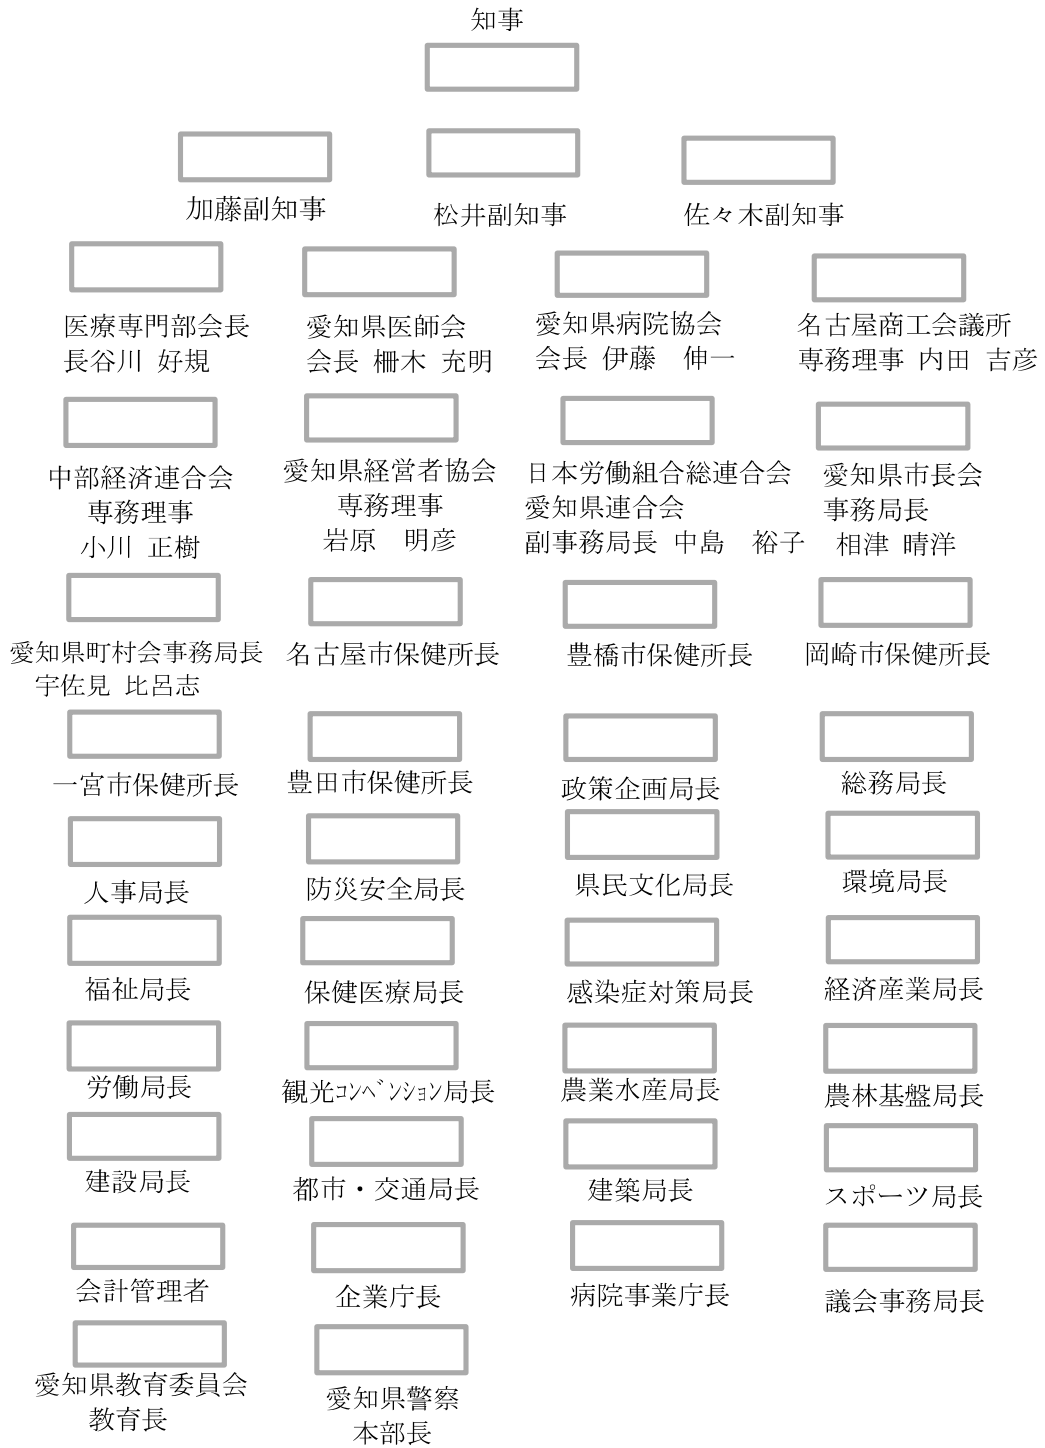 知事
加藤副知事
松井副知事
佐々木副知事
医療専門部会長
長谷川 好規
愛知県医師会
会長 柵木 充明
愛知県病院協会
会長 伊藤　伸一
名古屋商工会議所
専務理事 内田 吉彦
中部経済連合会
専務理事
小川 正樹
愛知県経営者協会
専務理事
岩原　明彦
日本労働組合総連合会
愛知県連合会
副事務局長 中島　裕子
愛知県市長会
事務局長
相津 晴洋
愛知県町村会事務局長
宇佐見 比呂志
名古屋市保健所長
豊橋市保健所長
岡崎市保健所長
一宮市保健所長
豊田市保健所長
政策企画局長
総務局長
人事局長
防災安全局長
県民文化局長
環境局長
福祉局長
保健医療局長
感染症対策局長
経済産業局長
労働局長
観光ｺﾝﾍﾞﾝｼｮﾝ局長
農業水産局長
農林基盤局長
建設局長
都市・交通局長
建築局長
スポーツ局長
会計管理者
企業庁長
病院事業庁長
議会事務局長
愛知県教育委員会
教育長
愛知県警察
本部長